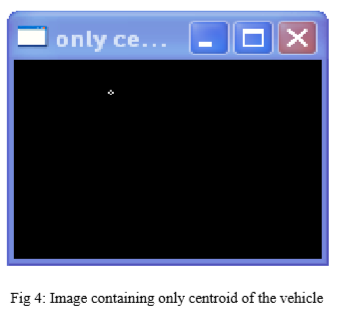 only ce...
Fig 4: Image containing only centroid of the vehicle